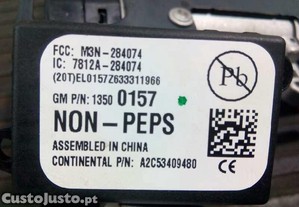 FCC: M3N-284074
IC: 7812A-284074
(20T)EL0157Z633311966
GM P/N: 1350 0157
NON-PEPS
ASSEMBLED IN CHINA
CONTINENTAL P/N: A2C53409480
Pb
CE
CustoJusto.pt